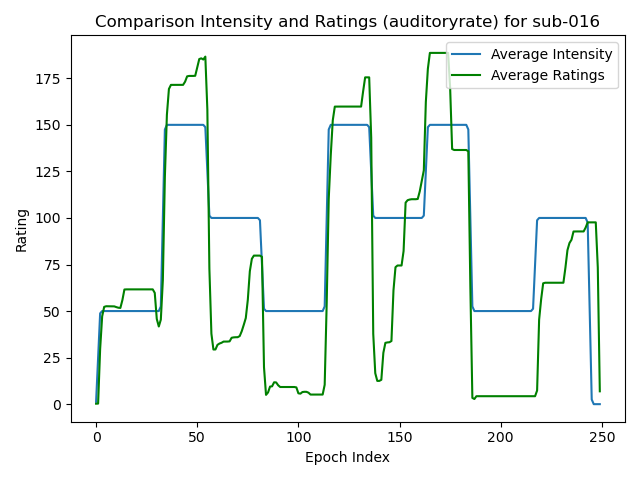 Comparison Intensity and Ratings (auditoryrate) for sub-016
Average Intensity
Average Ratings
Rating
175
150
125
100
75
50
25
0
0 50 100 150 200 250
Epoch Index